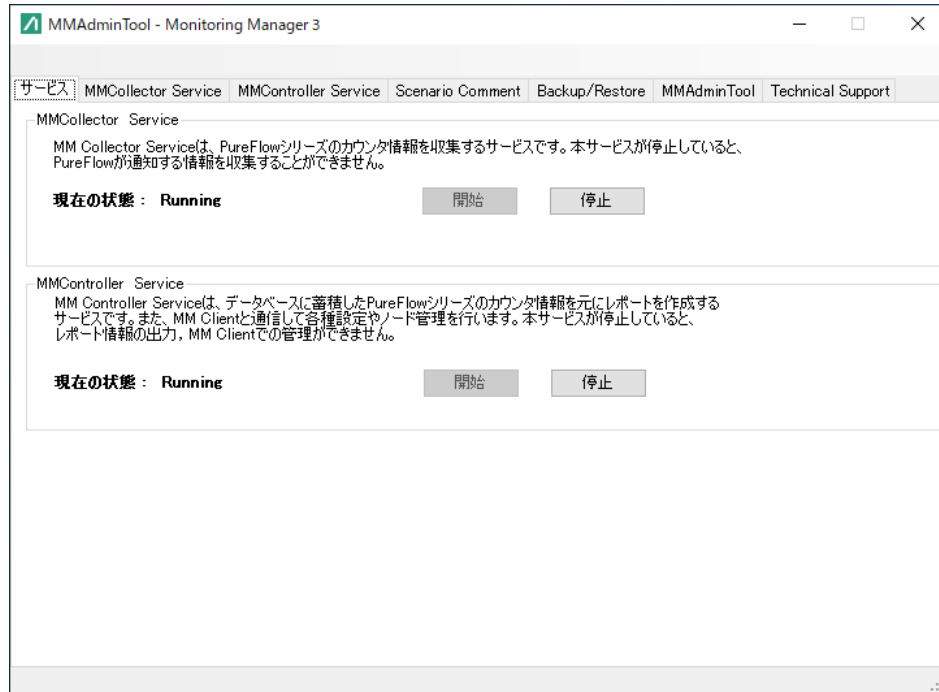 MMAdminTool - Monitoring Manager 3
サービス MMCollector Service MMController Service Scenario Comment Backup/Restore MMAdminTool Technical Support
MMCollector Service
MM Collector Serviceは、PureFlowシリーズのカウンタ情報を収集するサービスです。本サービスが停止していると、
PureFlowが通知する情報を収集することができません。
現在の状態： Running 開始 停止
MMController Service
MM Controller Serviceは、データベースに蓄積したPureFlowシリーズのカウンタ情報を元にレポートを作成する
サービスです。また、MM Clientと通信して各種設定やノード管理を行います。本サービスが停止していると、
レポート情報の出力，MM Clientでの管理ができません。
現在の状態： Running 開始 停止